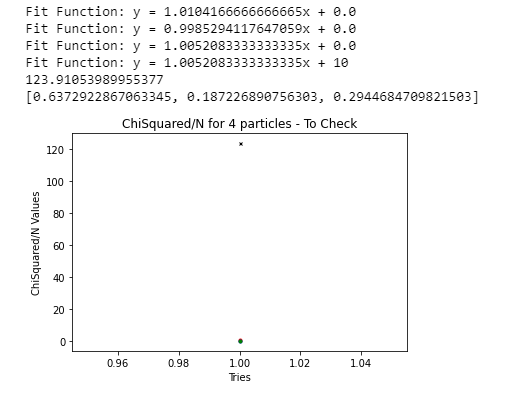 Fit Function: y = 1.0104166666666665x + 0.0
Fit Function: y = 0.9985294117647059x + 0.0
Fit Function: y = 1.0052083333333335x + 0.0
Fit Function: y = 1.0052083333333335x + 10
123.91053989955377
[0.6372922867063345, 0.187226890756303, 0.2944684709821503]
ChiSquared/N for 4 particles - To Check
120
100
80
60
40
20
0
ChiSquared/N Values
0.96
0.98
1.00
1.02
1.04
Tries